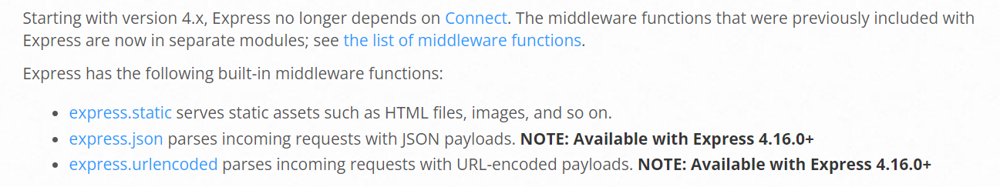 Starting with version 4.x, Express no longer depends on Connect. The middleware functions that were previously included with
Express are now in separate modules; see the list of middleware functions.
Express has the following built-in middleware functions:
• express.static serves static assets such as HTML files, images, and so on.
• express.json parses incoming requests with JSON payloads. NOTE: Available with Express 4.16.0+
• express.urlencoded parses incoming requests with URL-encoded payloads. NOTE: Available with Express 4.16.0+